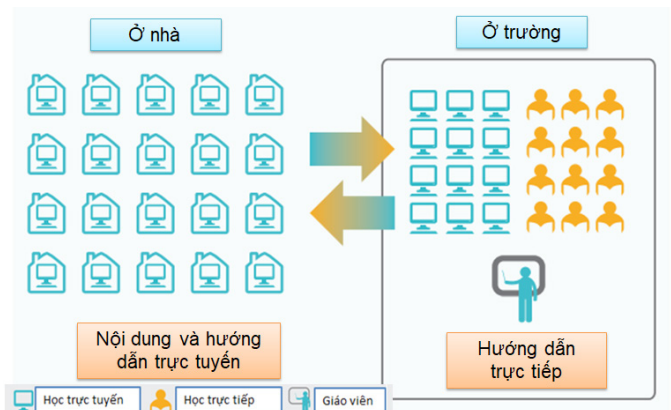 Ở nhà
Ở trường
Nội dung và hướng
dẫn trực tuyến
Hướng dẫn
trực tiếp
Học trực tuyến
Học trực tiếp
Giáo viên